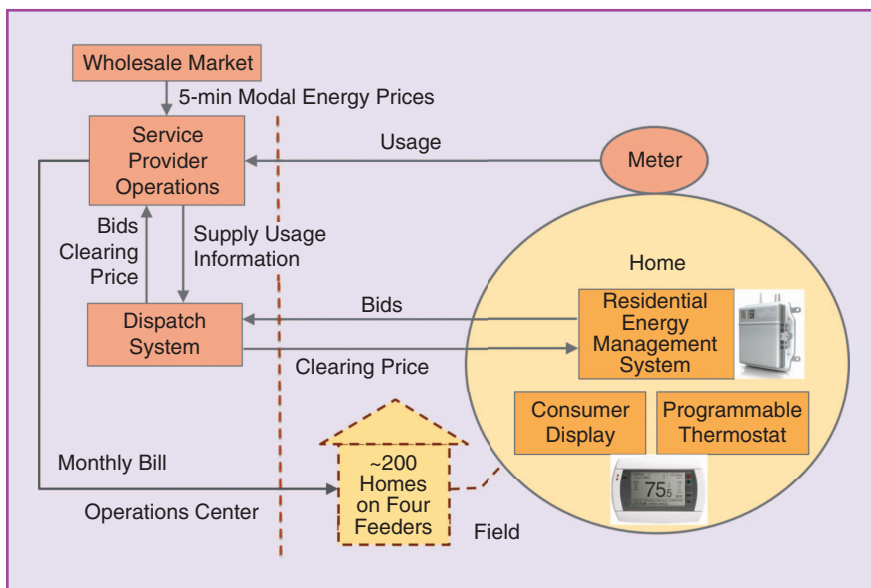 Wholesale Market
5-min Modal Energy Prices
Service
Provider
Operations
Usage
Meter
Bids
Clearing
Price
Supply Usage
Information
Home
Dispatch
System
Bids
Clearing Price
Residential
Energy
Management
System
Consumer
Display
Programmable
Thermostat
75
5
~200
Homes
on Four
Feeders
Monthly Bill
Operations Center
Field